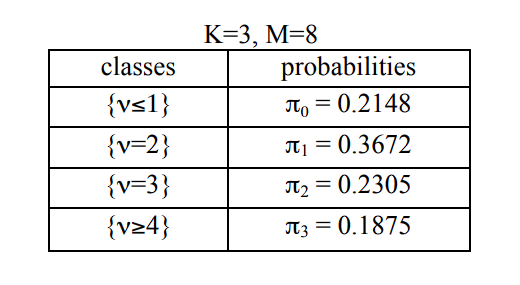 K=3, M=8
classes probabilities
{ν≤1} π₀ = 0.2148
{ν=2} π₁ = 0.3672
{ν=3} π₂ = 0.2305
{ν≥4} π₃ = 0.1875